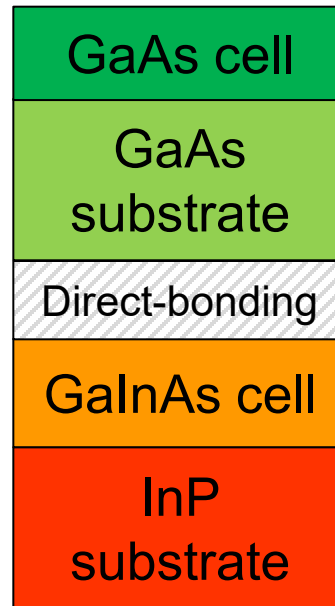 GaAs cell
GaAs
substrate
Direct-bonding
GaInAs cell
InP
substrate